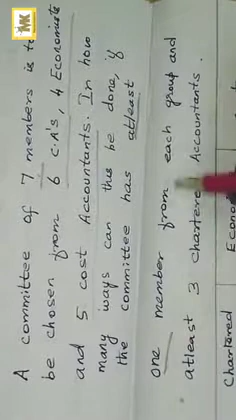 MK
A committee of 7 members is to
be chosen from 6 C.A's, 4 Economists
and 5 cost Accountants. In how
many ways can this be done, if
the committee has atleast
one member from each group and
atleast 3 Chartered Accountants.
Chartered Econo